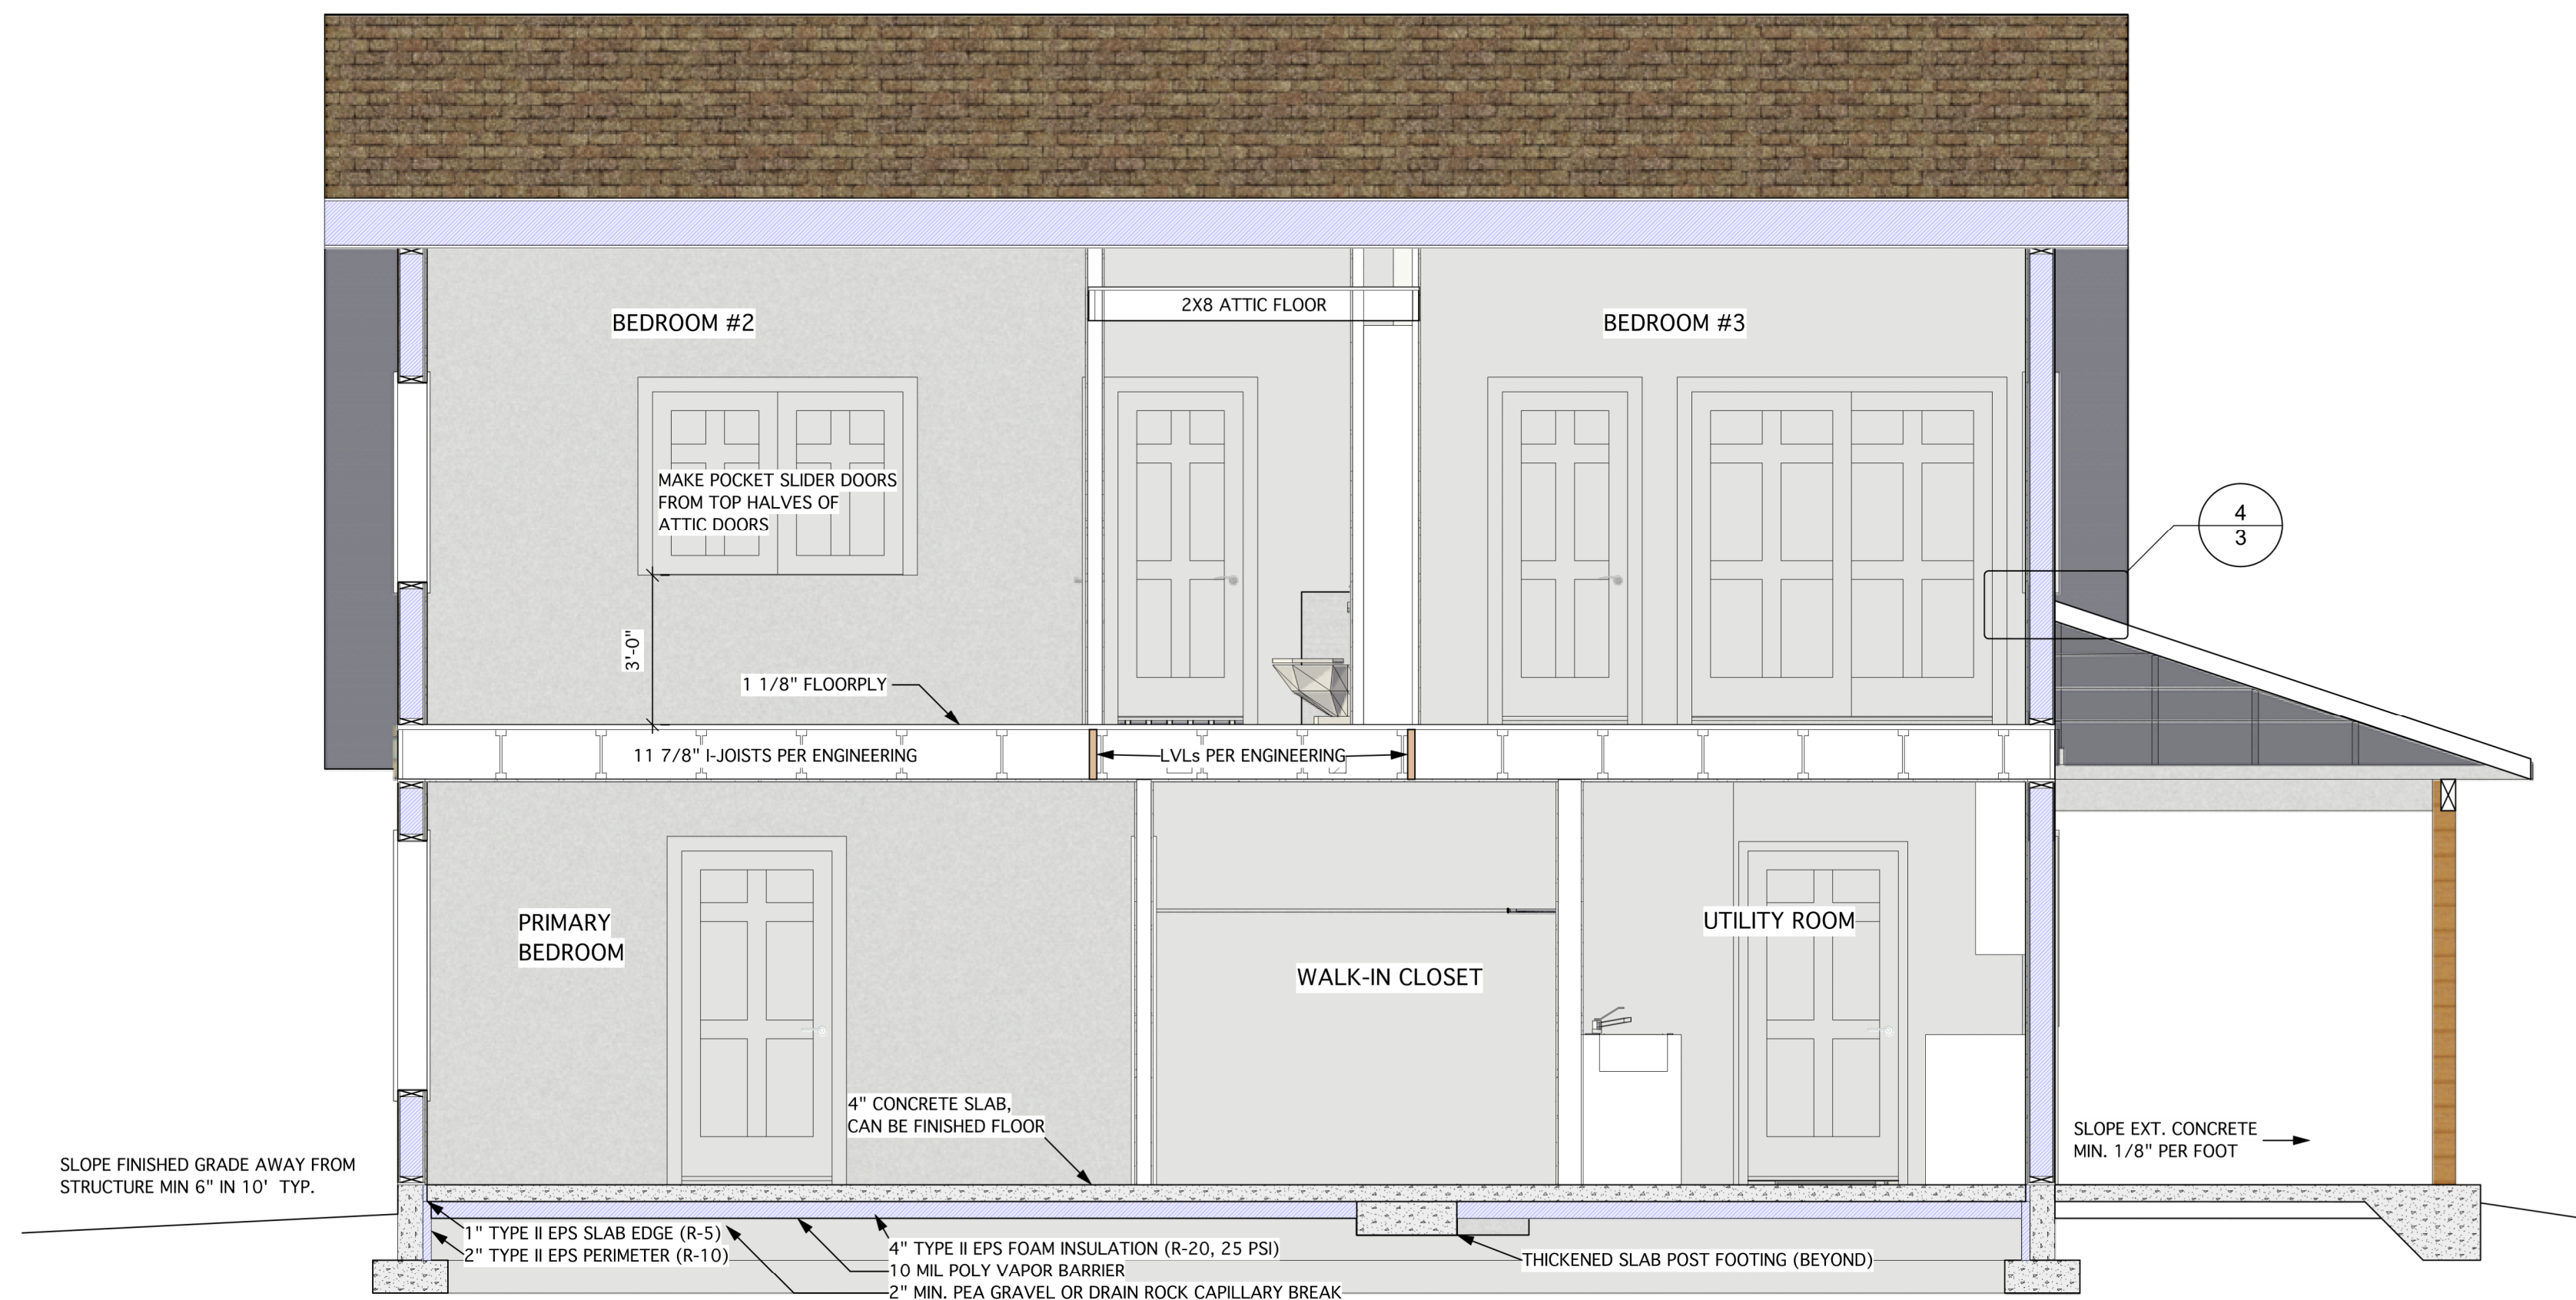 2X8 ATTIC FLOOR
BEDROOM #2
BEDROOM #3
MAKE POCKET SLIDER DOORS
FROM TOP HALVES OF
ATTIC DOORS
4
3
3'-0"
1 1/8" FLOORPLY
11 7/8" I-JOISTS PER ENGINEERING
LVLs PER ENGINEERING
PRIMARY
BEDROOM
UTILITY ROOM
WALK-IN CLOSET
4" CONCRETE SLAB,
CAN BE FINISHED FLOOR
SLOPE EXT. CONCRETE
MIN. 1/8" PER FOOT
SLOPE FINISHED GRADE AWAY FROM
STRUCTURE MIN 6" IN 10' TYP.
1" TYPE II EPS SLAB EDGE (R-5)
2" TYPE II EPS PERIMETER (R-10)
4" TYPE II EPS FOAM INSULATION (R-20, 25 PSI)
10 MIL POLY VAPOR BARRIER
2" MIN. PEA GRAVEL OR DRAIN ROCK CAPILLARY BREAK
THICKENED SLAB POST FOOTING (BEYOND)